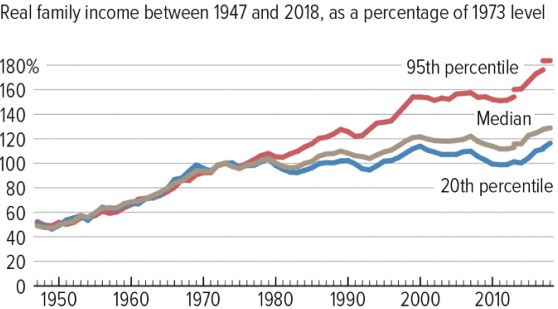 Real family income between 1947 and 2018, as a percentage of 1973 level
180%
95th percentile
160
140
Median
120
100
20th percentile
80
60
40
20
0
1950 1960 1970 1980 1990 2000 2010